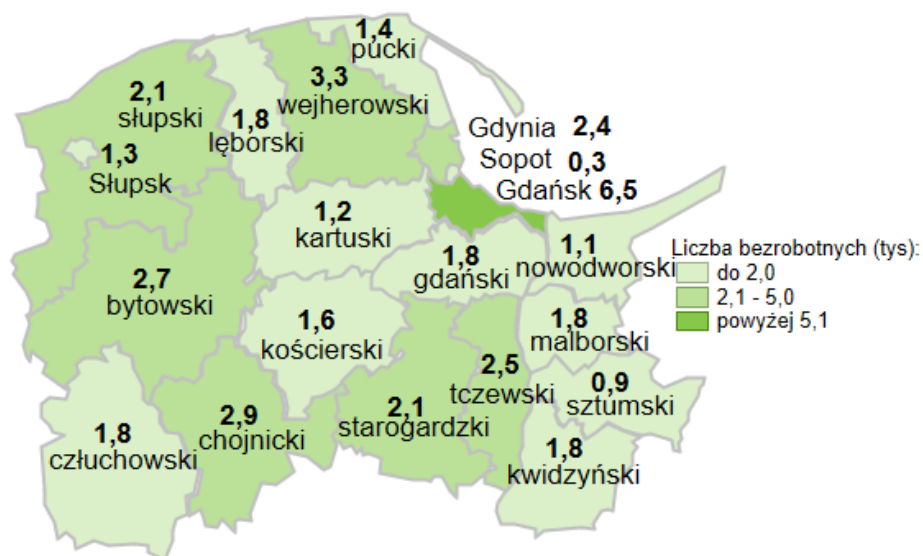 1,4
pucki
3,3
wejherowski
2,1
słupski
1,8
lęborski
1,3
Słupsk
Gdynia 2,4
Sopot 0,3
Gdańsk 6,5
1,2
kartuski
1,8
gdański
1,1
nowodworski
Liczba bezrobotnych (tys):
do 2,0
2,1 - 5,0
powyżej 5,1
2,7
bytowski
1,6
kościerski
1,8
malborski
2,5
tczewski
0,9
sztumski
2,9
chojnicki
2,1
starogardzki
1,8
człuchowski
1,8
kwidzyński